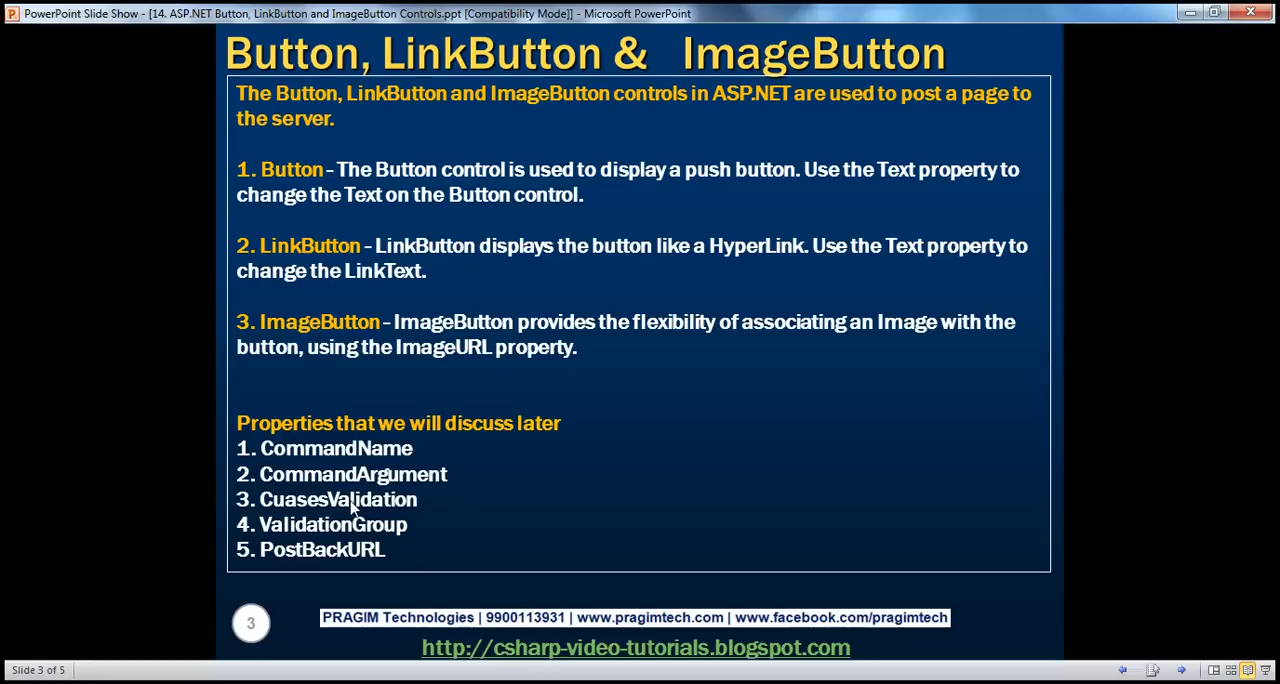 PowerPoint Slide Show - [14. ASP.NET Button, LinkButton and ImageButton Controls.ppt [Compatibility Mode]] - Microsoft PowerPoint
Button, LinkButton & ImageButton
The Button, LinkButton and ImageButton controls in ASP.NET are used to post a page to
the server.
1. Button - The Button control is used to display a push button. Use the Text property to
change the Text on the Button control.
2. LinkButton - LinkButton displays the button like a HyperLink. Use the Text property to
change the LinkText.
3. ImageButton - ImageButton provides the flexibility of associating an Image with the
button, using the ImageURL property.
Properties that we will discuss later
1. CommandName
2. CommandArgument
3. CuasesValidation
4. ValidationGroup
5. PostBackURL
3
PRAGIM Technologies | 9900113931 | www.pragimtech.com | www.facebook.com/pragimtech
http://csharp-video-tutorials.blogspot.com
Slide 3 of 5